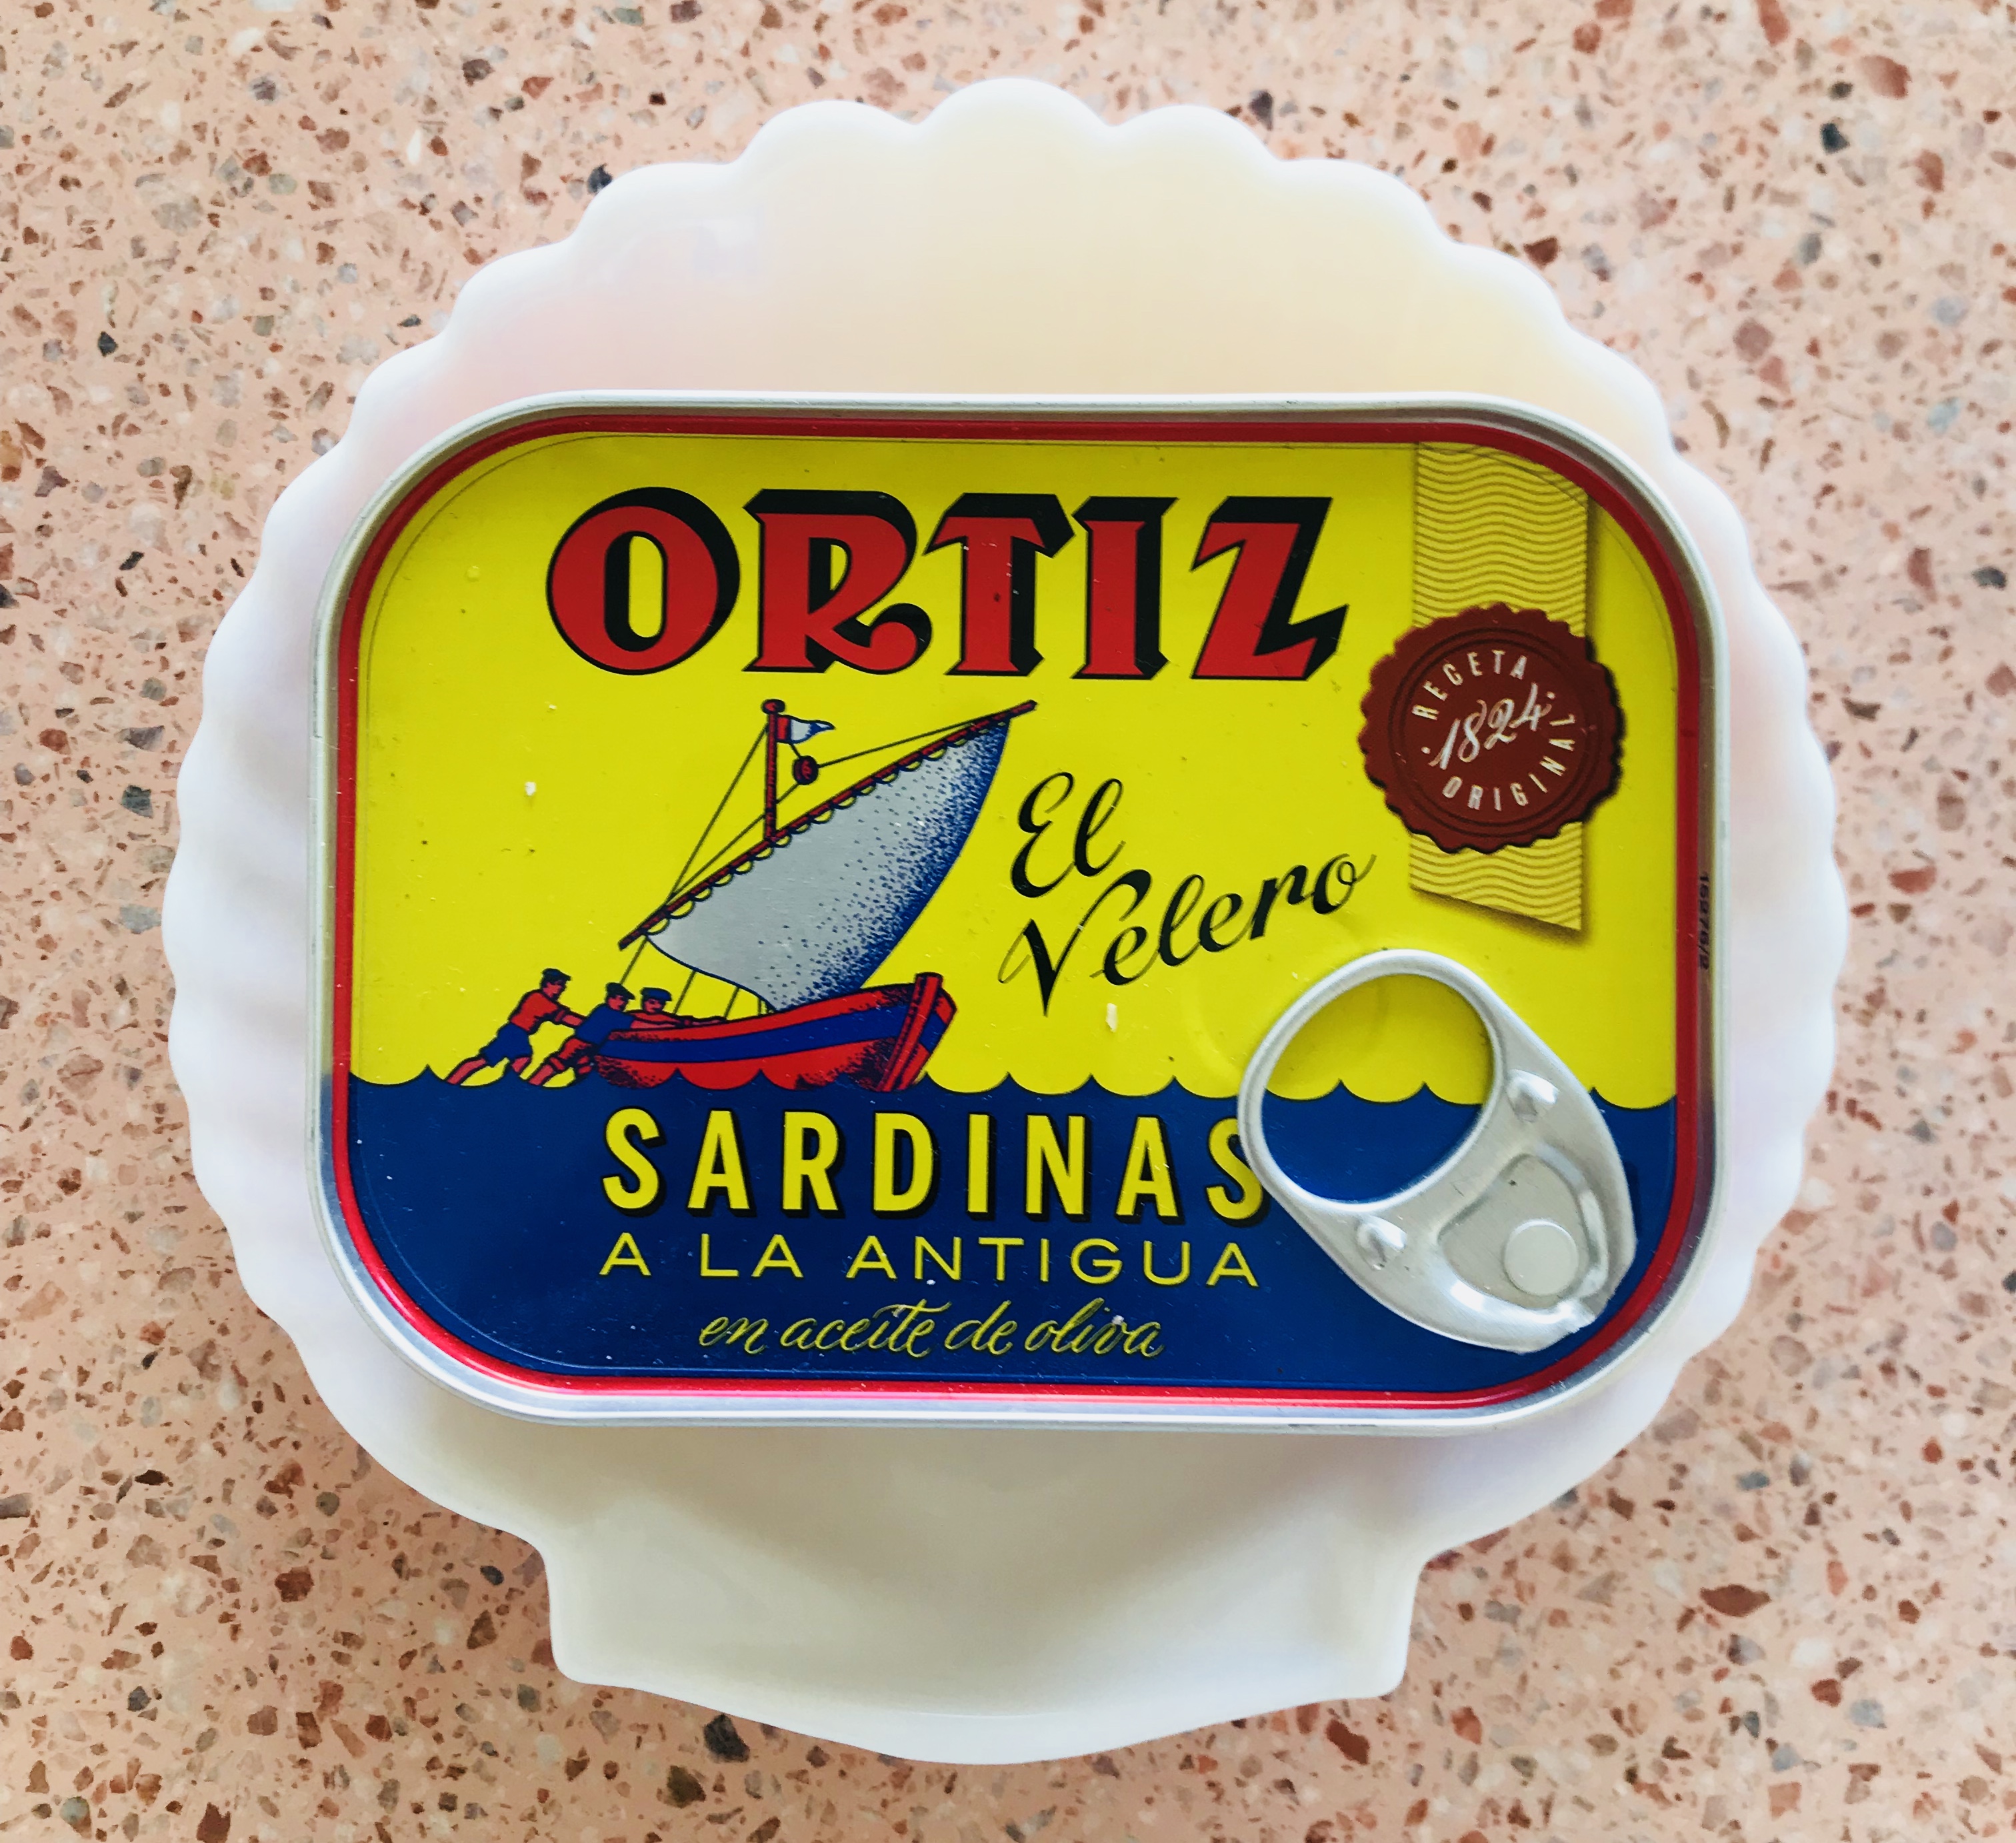 ORTIZ
RECETA
1824
ORIGINAL
El
Velero
SARDINAS
A LA ANTIGUA
en aceite de oliva